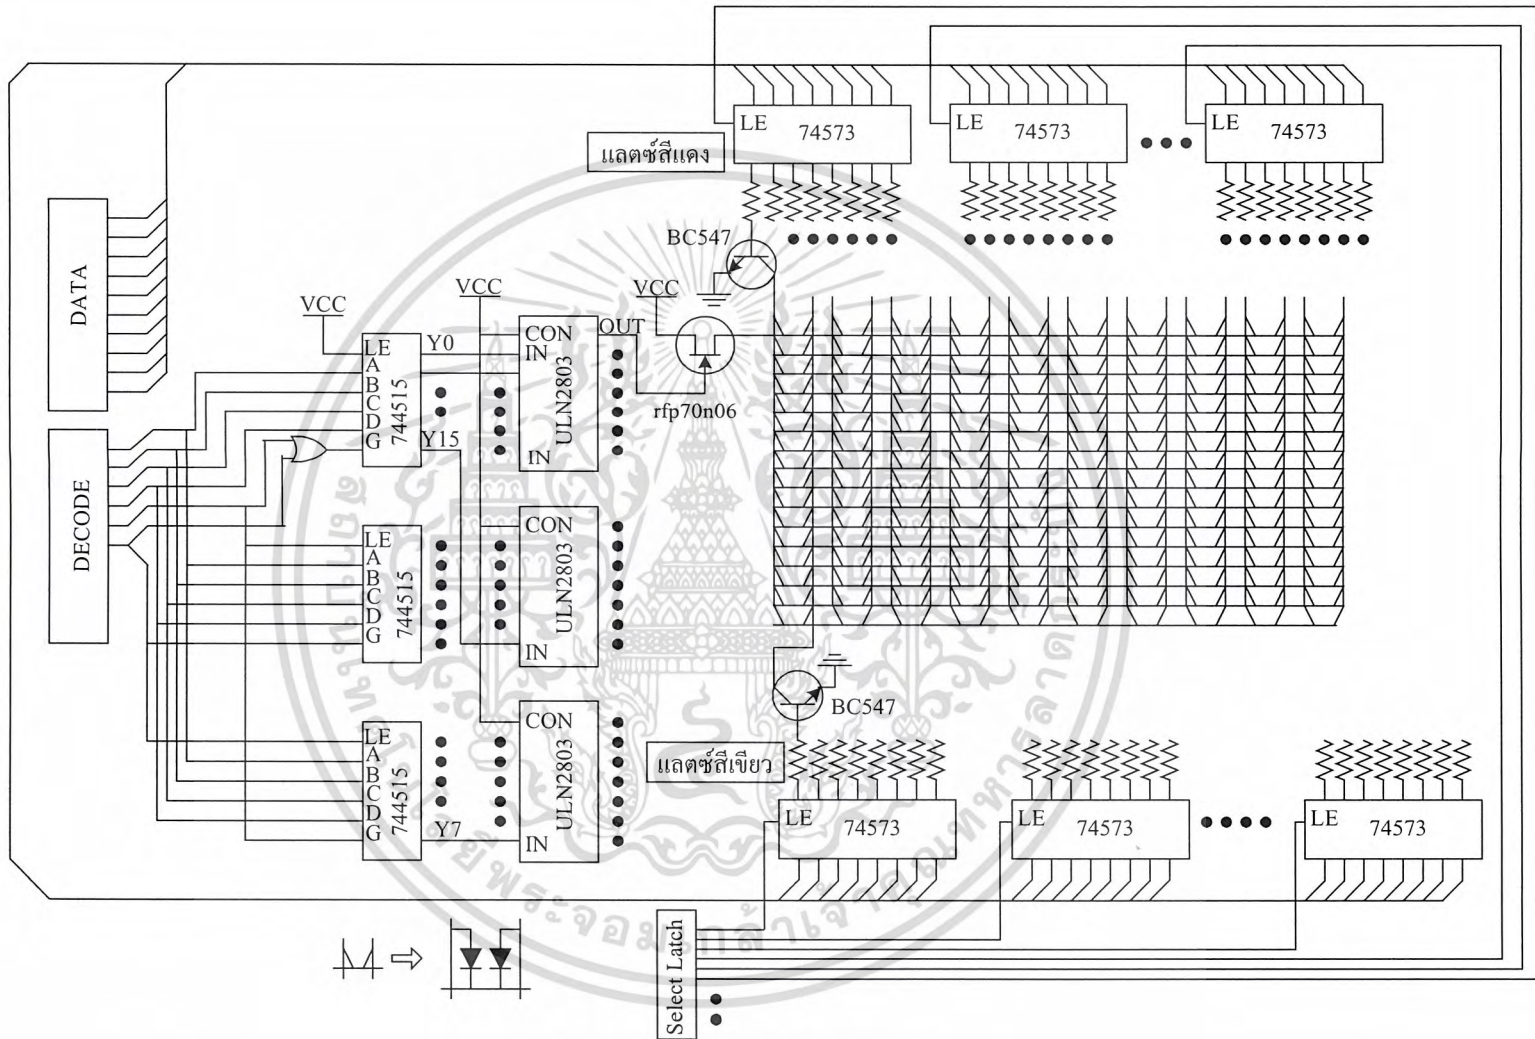 LE 74573
LE 74573
LE 74573
แลตซ์สีแดง
DATA
BC547
VCC
VCC
VCC
LE
A
B
C
D
G
744515
Y0
Y15
CON
IN
IN
ULN2803
OUT
rfp70n06
DECODE
LE
A
B
C
D
G
744515
CON
IN
ULN2803
BC547
LE
A
B
C
D
G
744515
Y7
CON
IN
ULN2803
แลตซ์สีเขียว
LE 74573
LE 74573
LE 74573
Select Latch